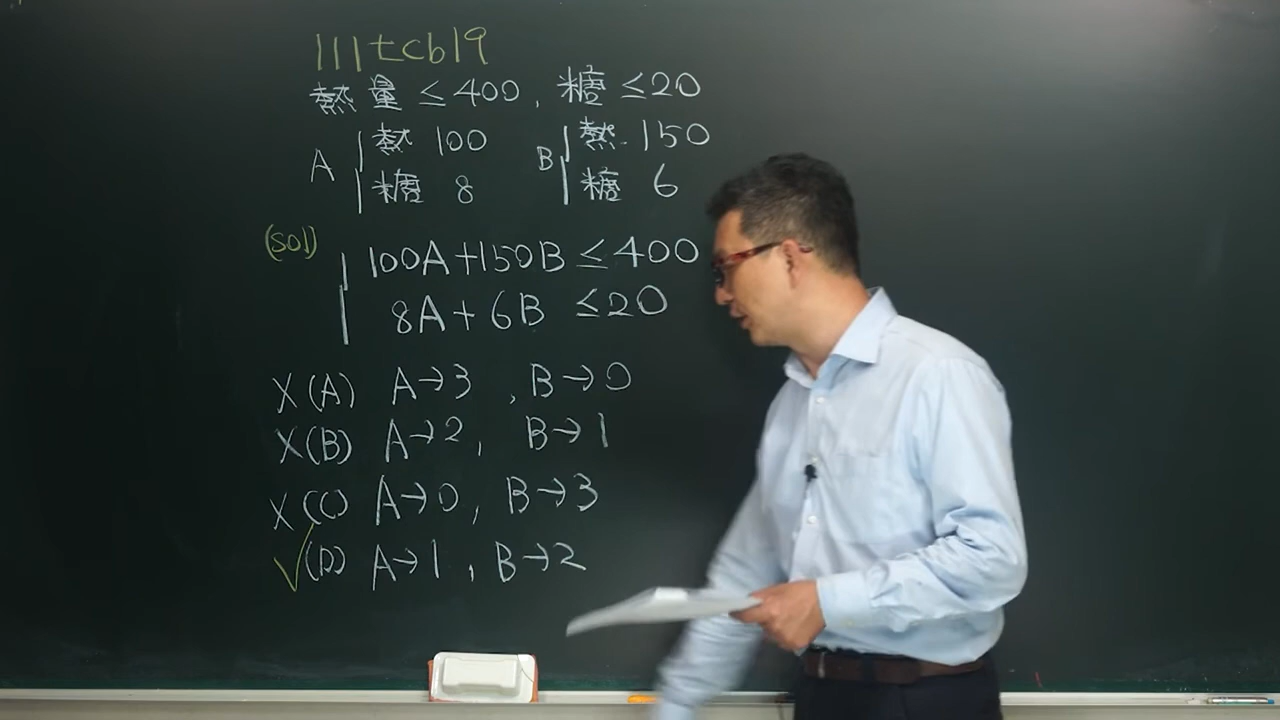 111tcb19
熱量≤400, 糖≤20
A 熱 100 B 熱.150
糖 8 糖 6
(sol)
100A+150B≤400
8A+6B ≤20
X(A) A→3 , B→0
X(B) A→2, B→1
X(C) A→0, B→3
√(D) A→1, B→2